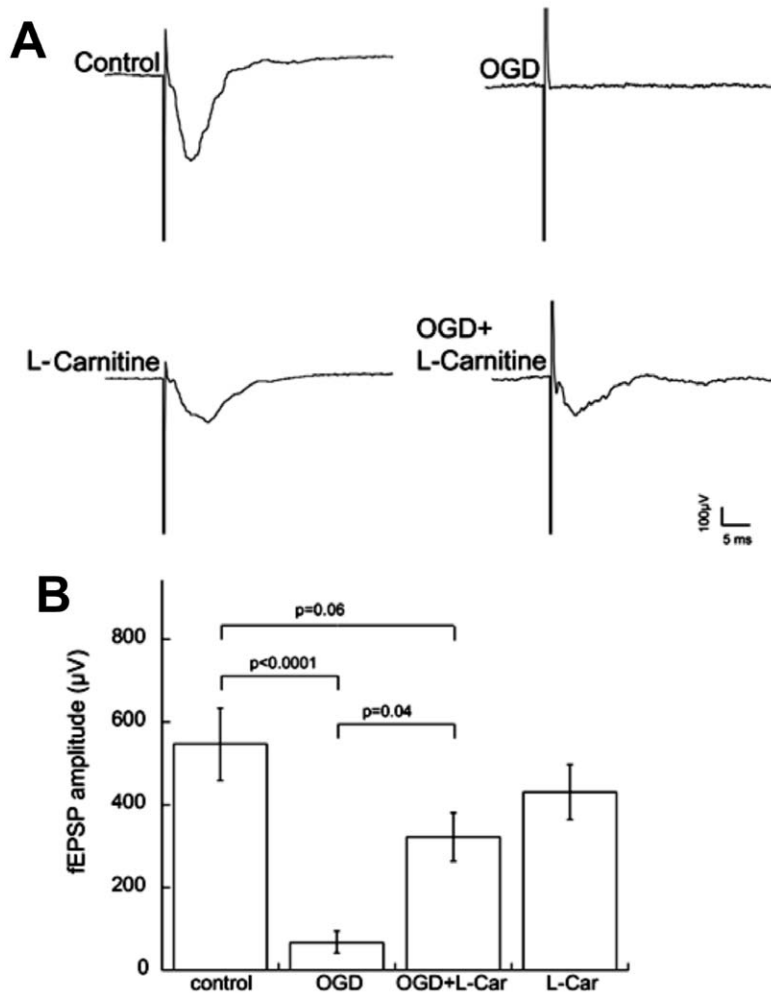 A
Control
OGD
L-Carnitine
OGD+
L-Carnitine
100µV
5 ms
B
fEPSP amplitude (µV)
800
600
400
200
0
p=0.06
p<0.0001
p=0.04
control
OGD
OGD+L-Car
L-Car